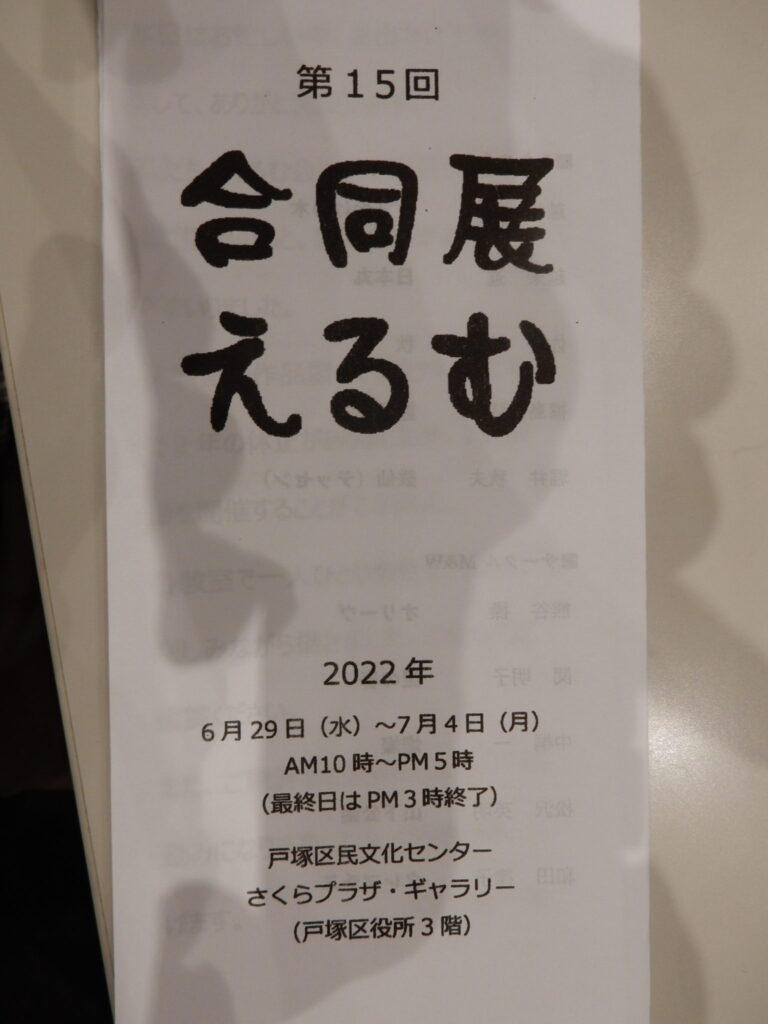 第15回
合同展
えるむ
2022年
6月29日（水）～7月4日（月）
AM10時～PM5時
（最終日はPM3時終了）
戸塚区民文化センター
さくらプラザ・ギャラリー
(戸塚区役所3階)